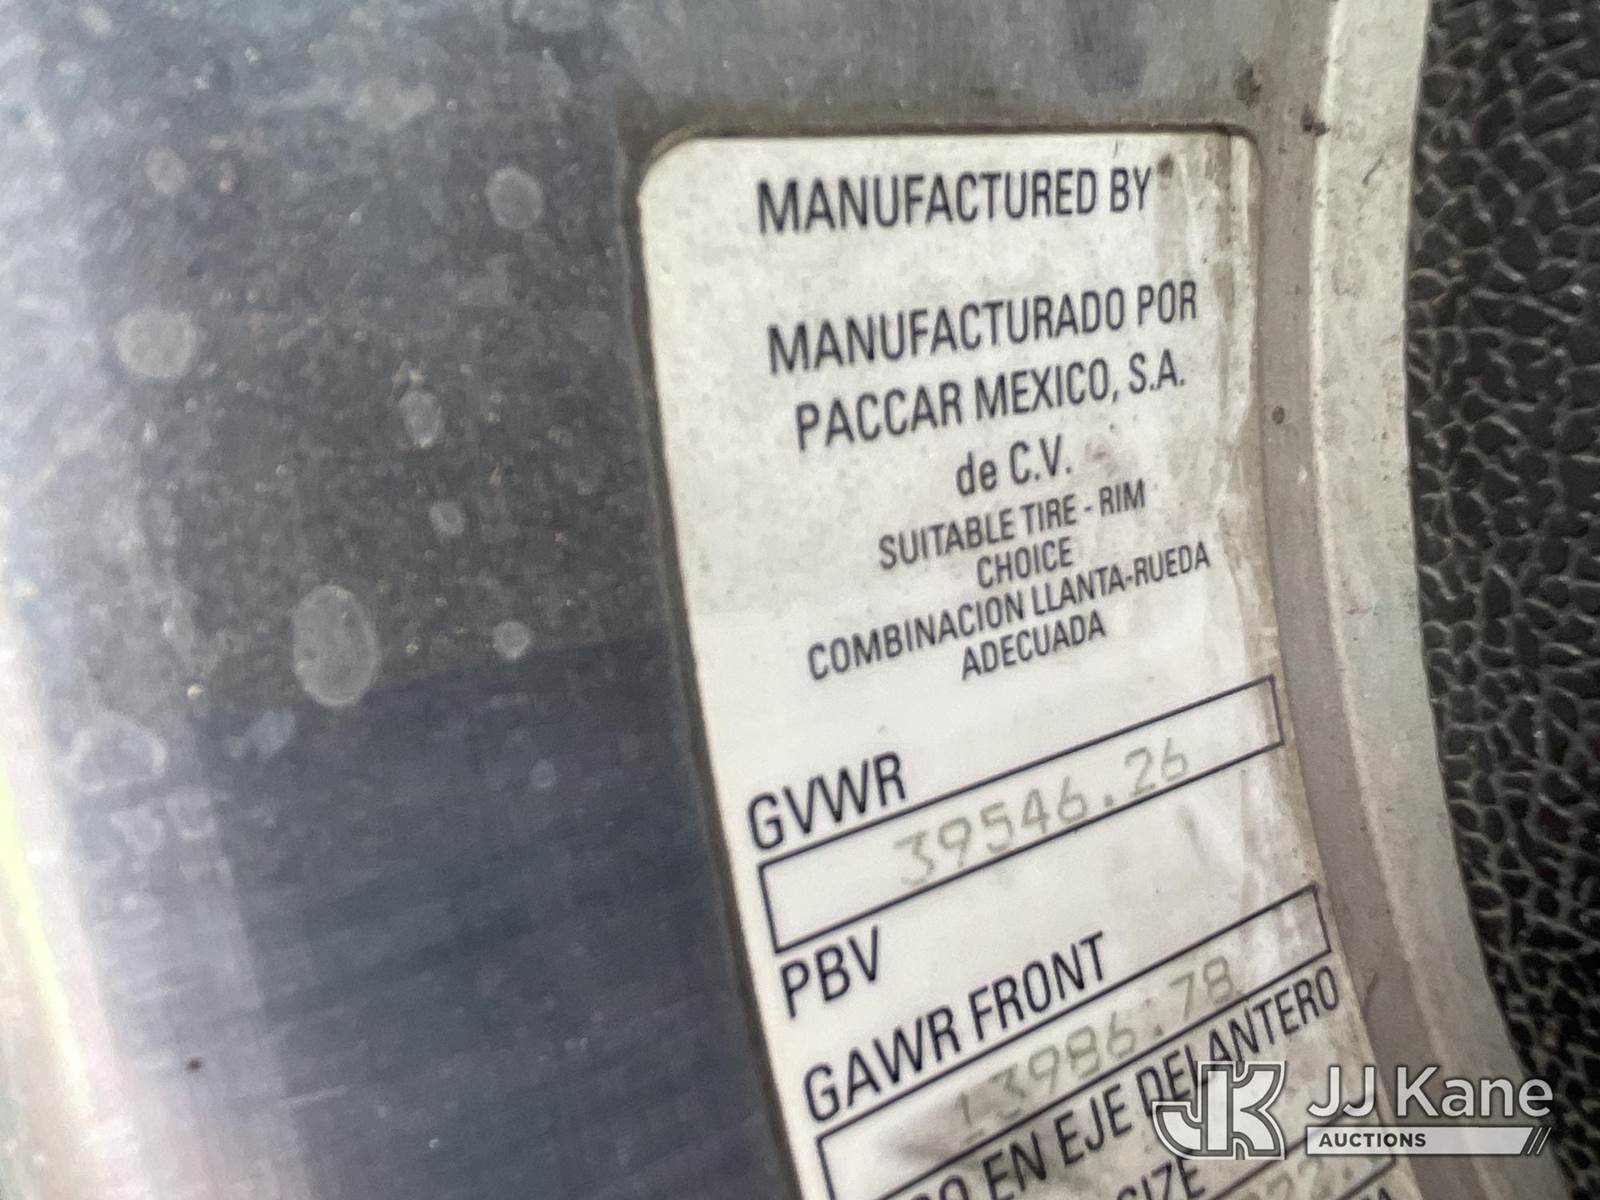 MANUFACTURED BY
MANUFACTURADO POR
PACCAR MEXICO, S.A.
de C.V.
SUITABLE TIRE - RIM
CHOICE
COMBINACION LLANTA-RUEDA
ADECUADA
GVWR
39546.26
PBV
GAWR FRONT
13986.78
EN EJE DELANTERO
SIZE
JJ Kane
AUCTIONS